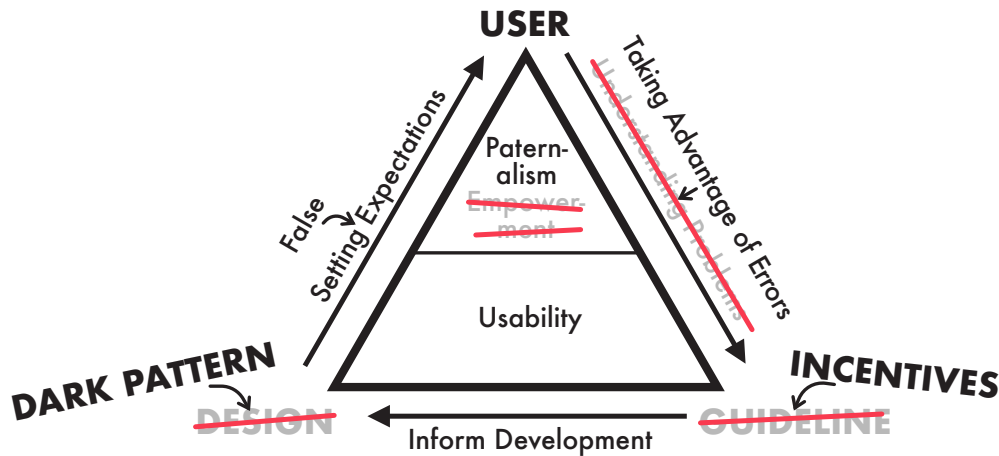 USER
Taking Advantage of Errors
Understanding Problems
False
Setting Expectations
Patern-
alism
Empower-
ment
Usability
DARK PATTERN
DESIGN
INCENTIVES
GUIDELINE
Inform Development